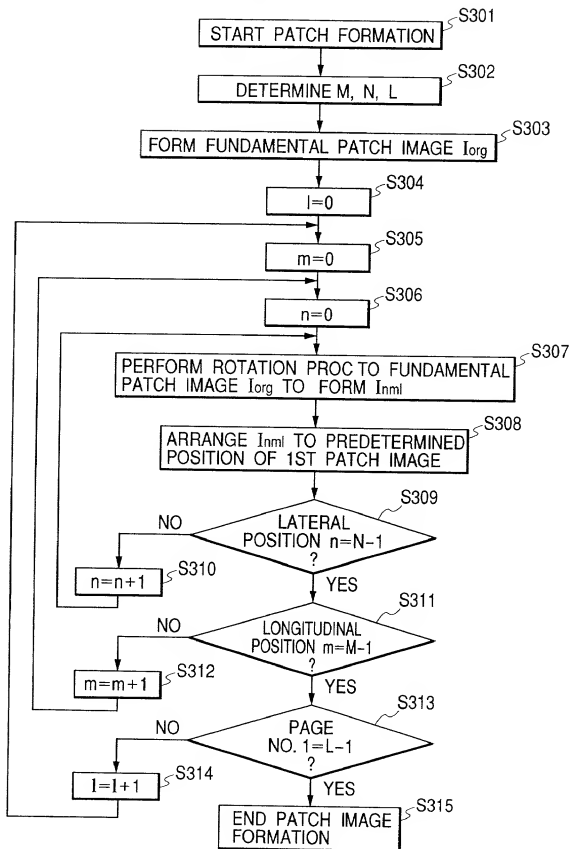 S301
START PATCH FORMATION
S302
DETERMINE M, N, L
S303
FORM FUNDAMENTAL PATCH IMAGE Iorg
S304
l=0
S305
m=0
S306
n=0
S307
PERFORM ROTATION PROC TO FUNDAMENTAL
PATCH IMAGE Iorg TO FORM Inml
S308
ARRANGE Inml TO PREDETERMINED
POSITION OF 1ST PATCH IMAGE
S309
NO
LATERAL
POSITION n=N-1
?
n=n+1
S310
YES
S311
NO
LONGITUDINAL
POSITION m=M-1
?
m=m+1
S312
YES
S313
NO
PAGE
NO. 1=L-1
?
l=l+1
S314
YES
S315
END PATCH IMAGE
FORMATION